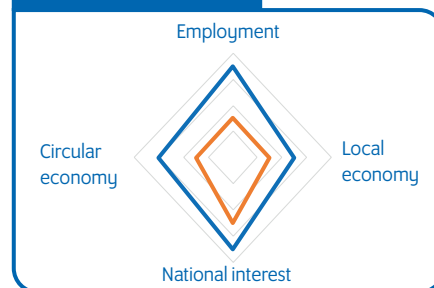 Employment
Circular
economy
Local
economy
National interest